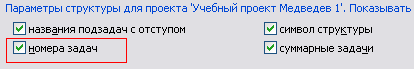 Параметры структуры для проекта 'Учебный проект Медведев 1'. Показывать
названия подзадач с отступом
символ структуры
номера задач
суммарные задачи